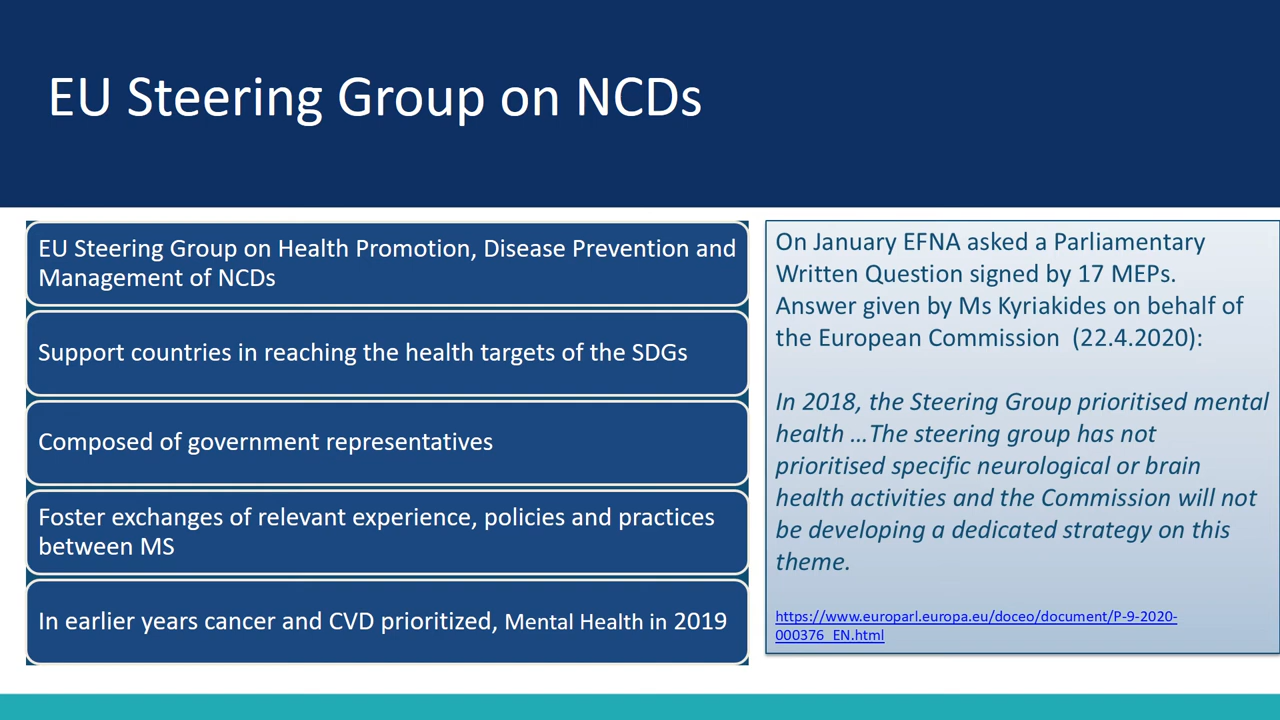 EU Steering Group on NCDs
EU Steering Group on Health Promotion, Disease Prevention and
Management of NCDs
Support countries in reaching the health targets of the SDGs
Composed of government representatives
Foster exchanges of relevant experience, policies and practices
between MS
In earlier years cancer and CVD prioritized, Mental Health in 2019
On January EFNA asked a Parliamentary
Written Question signed by 17 MEPs.
Answer given by Ms Kyriakides on behalf of
the European Commission (22.4.2020):
In 2018, the Steering Group prioritised mental
health ...The steering group has not
prioritised specific neurological or brain
health activities and the Commission will not
be developing a dedicated strategy on this
theme.
https://www.europarl.europa.eu/doceo/document/P-9-2020-
000376_EN.html